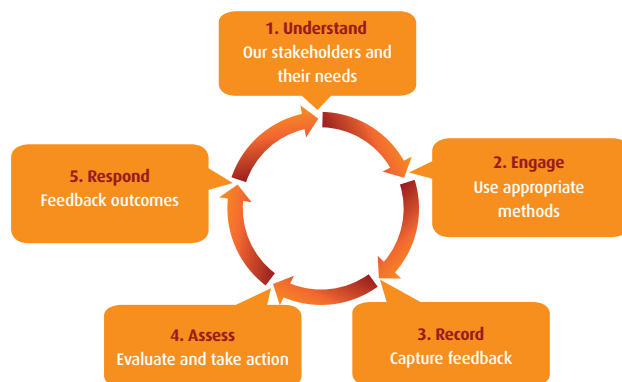 1. Understand
Our stakeholders and
their needs
2. Engage
Use appropriate
methods
3. Record
Capture feedback
4. Assess
Evaluate and take action
5. Respond
Feedback outcomes